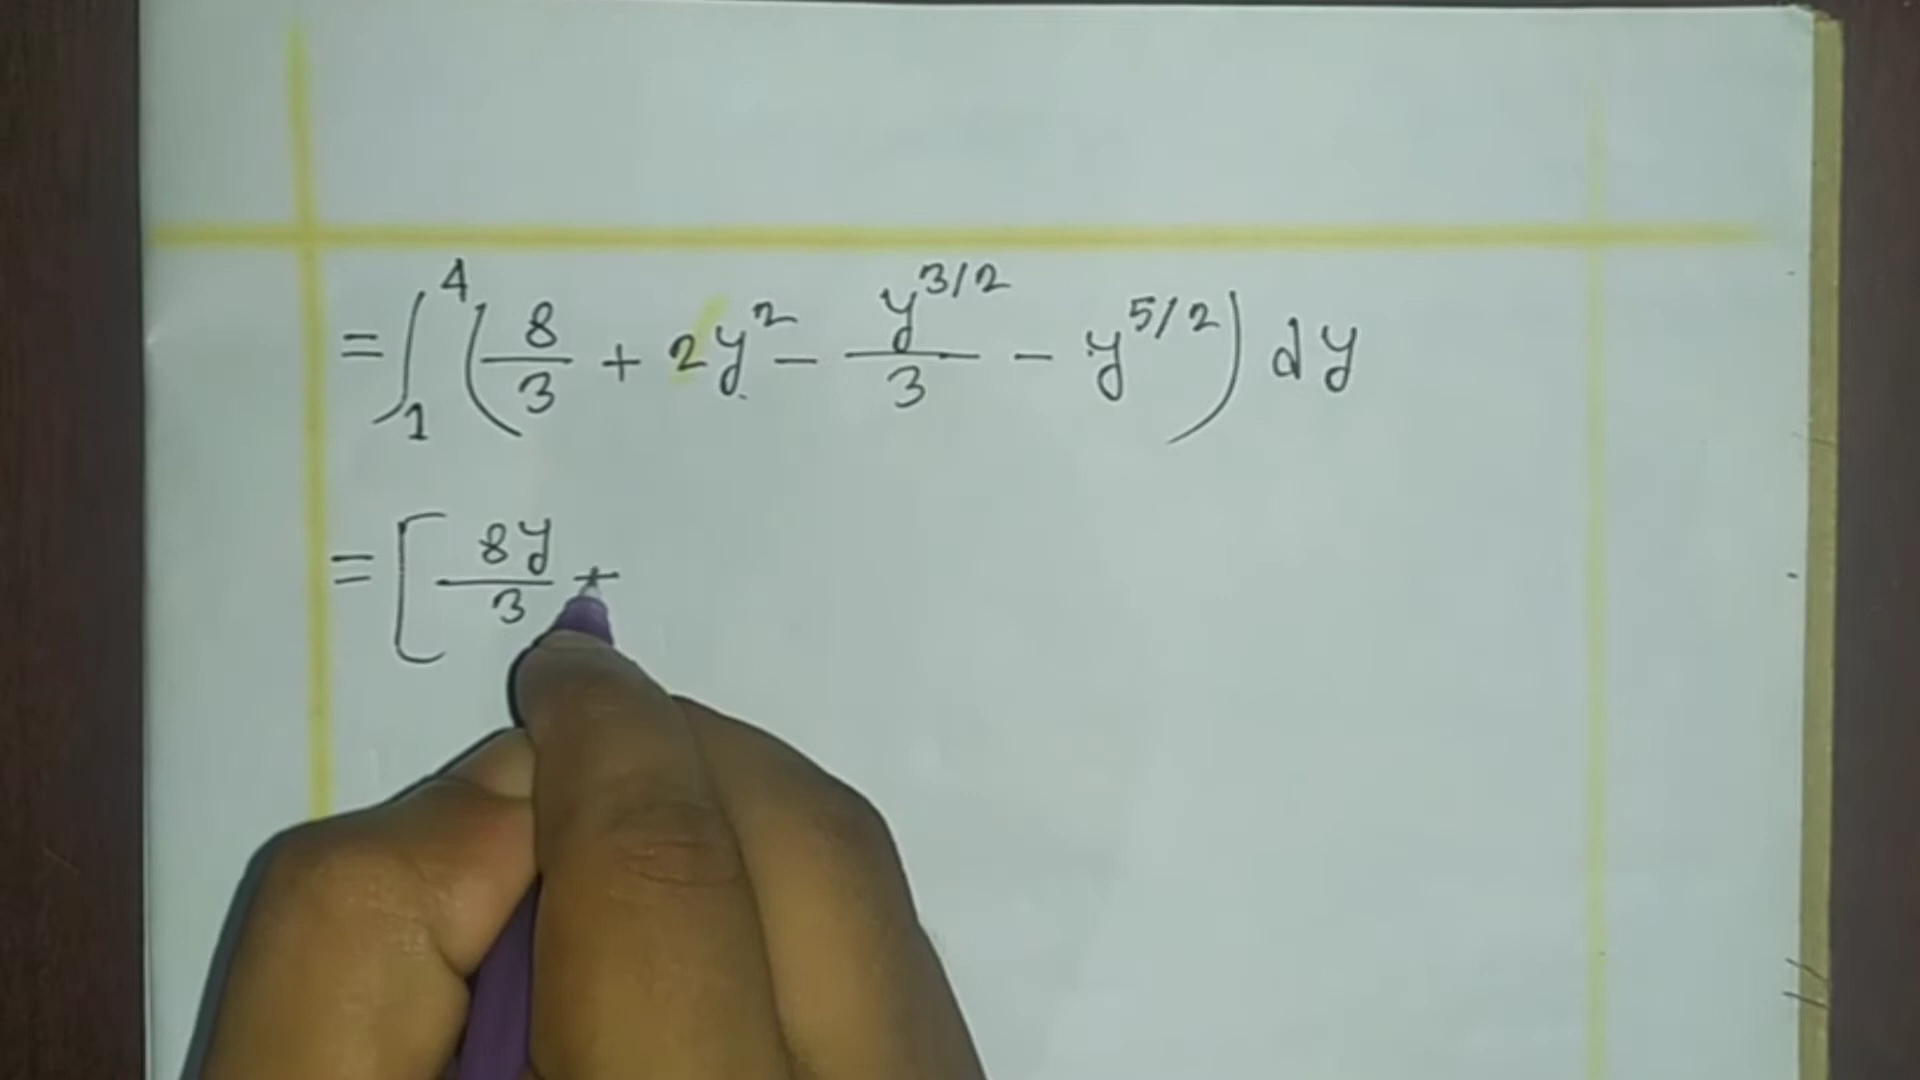 = ∫₁⁴ (8/3 + 2y² - y^{3/2}/3 - y^{5/2}) dy
= [8y/3 +